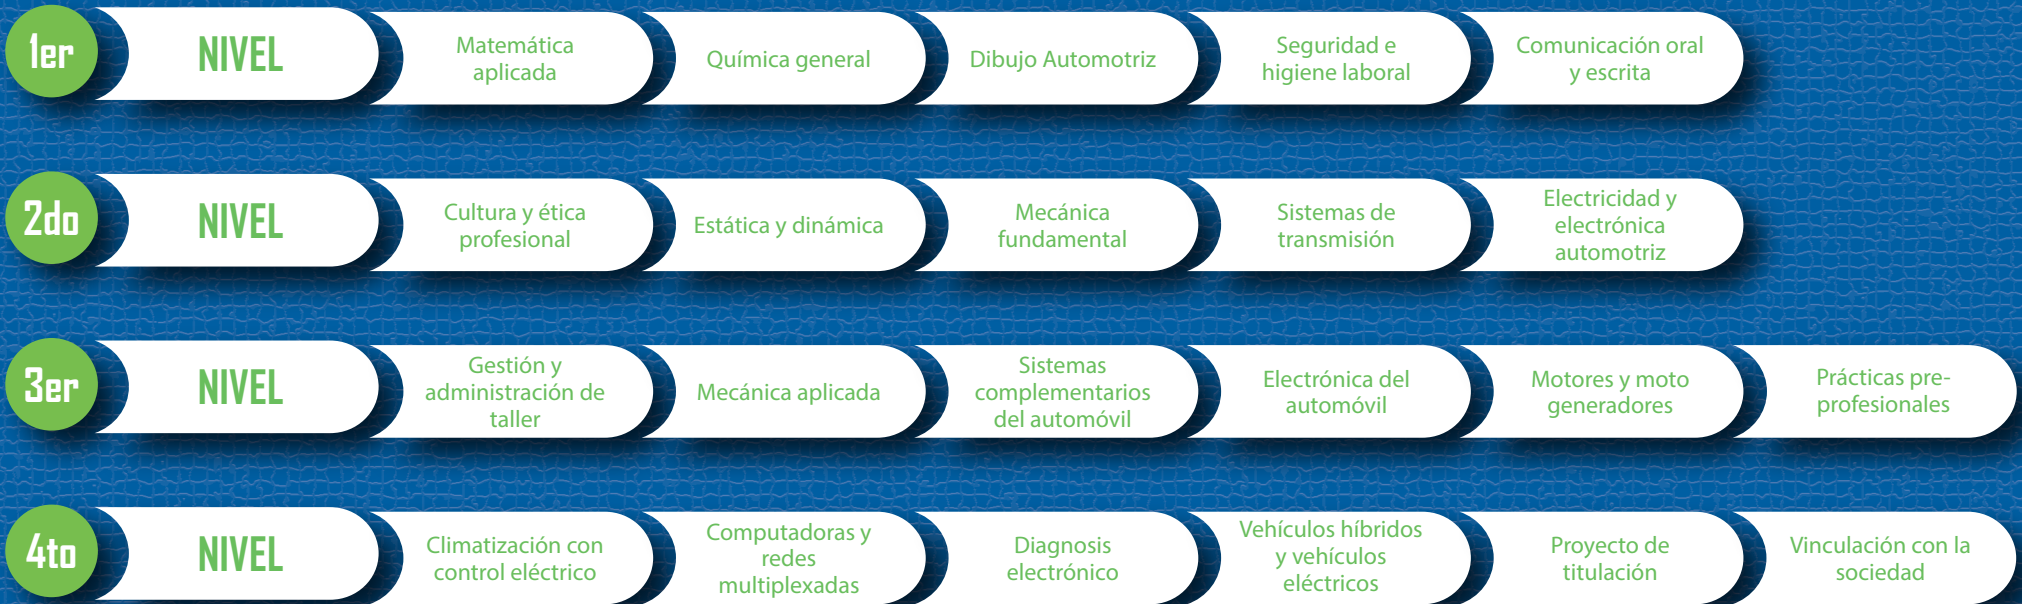 1er
NIVEL
Matemática
aplicada
Química general
Dibujo Automotriz
Seguridad e
higiene laboral
Comunicación oral
y escrita
2do
NIVEL
Cultura y ética
profesional
Estática y dinámica
Mecánica
fundamental
Sistemas de
transmisión
Electricidad y
electrónica
automotriz
3er
NIVEL
Gestión y
administración de
taller
Mecánica aplicada
Sistemas
complementarios
del automóvil
Electrónica del
automóvil
Motores y moto
generadores
Prácticas pre-
profesionales
4to
NIVEL
Climatización con
control eléctrico
Computadoras y
redes
multiplexadas
Diagnosis
electrónico
Vehículos híbridos
y vehículos
eléctricos
Proyecto de
titulación
Vinculación con la
sociedad